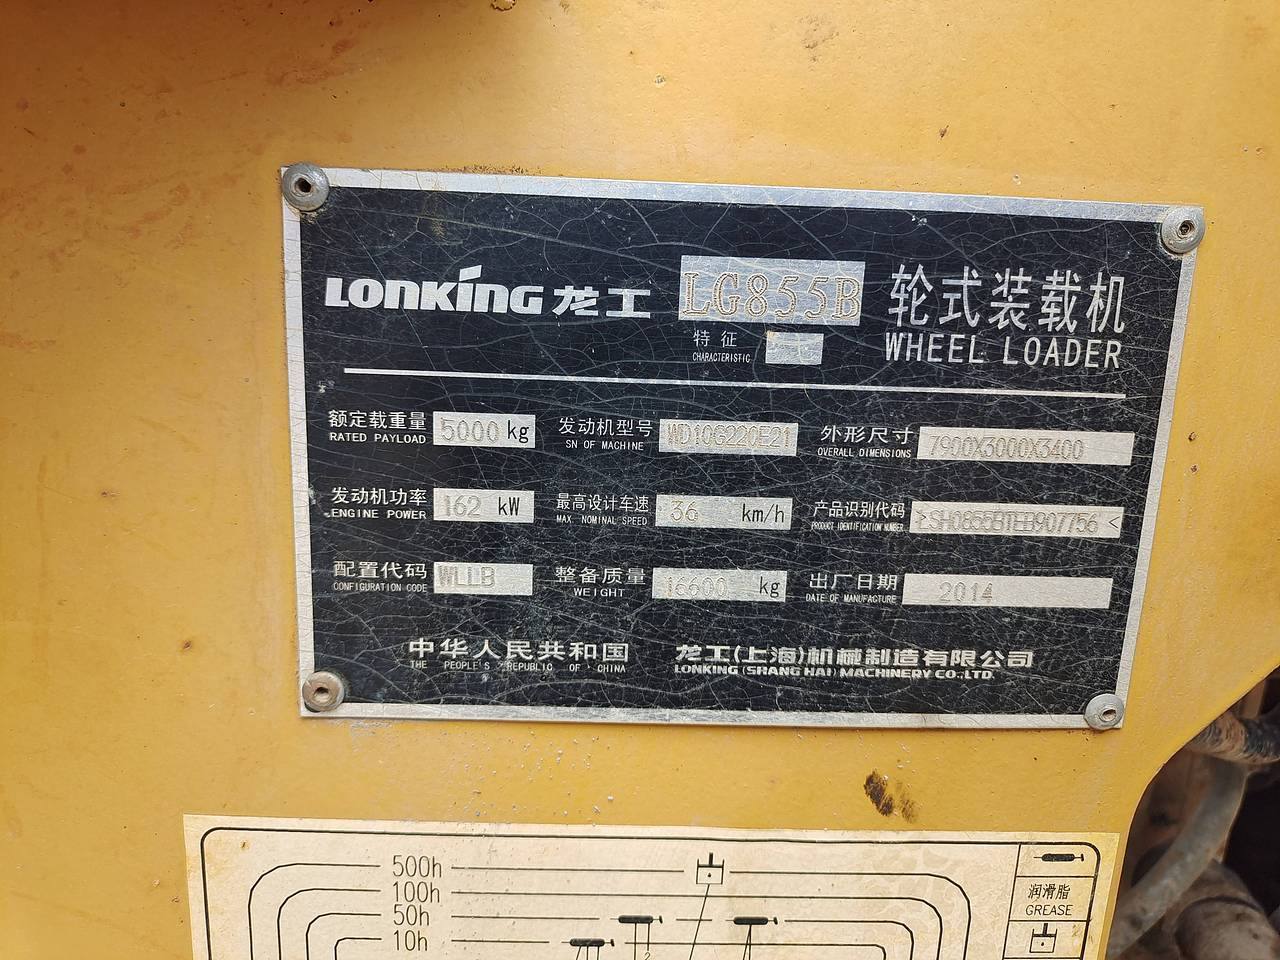 LONKING 龙工 LG855B 轮式装载机
特征
CHARACTERISTIC
WHEEL LOADER
额定载重量 5000 kg 发动机型号 WD10G220E21 外形尺寸 7900X3000X3400
RATED PAYLOAD SN OF MACHINE OVERALL DIMENSIONS
发动机功率 162 kW 最高设计车速 36 km/h 产品识别代码
ENGINE POWER MAX. NOMINAL SPEED PRODUCT IDENTIFICATION NUMBER
配置代码 WLLB 整备质量 16600 kg 出厂日期 2014
CONFIGURATION CODE WEIGHT DATE OF MANUFACTURE
中华人民共和国 龙工(上海)机械制造有限公司
THE PEOPLE'S REPUBLIC OF CHINA LONKING (SHANG HAI) MACHINERY CO.,LTD.
500h
100h
50h
10h
2
润滑脂
GREASE